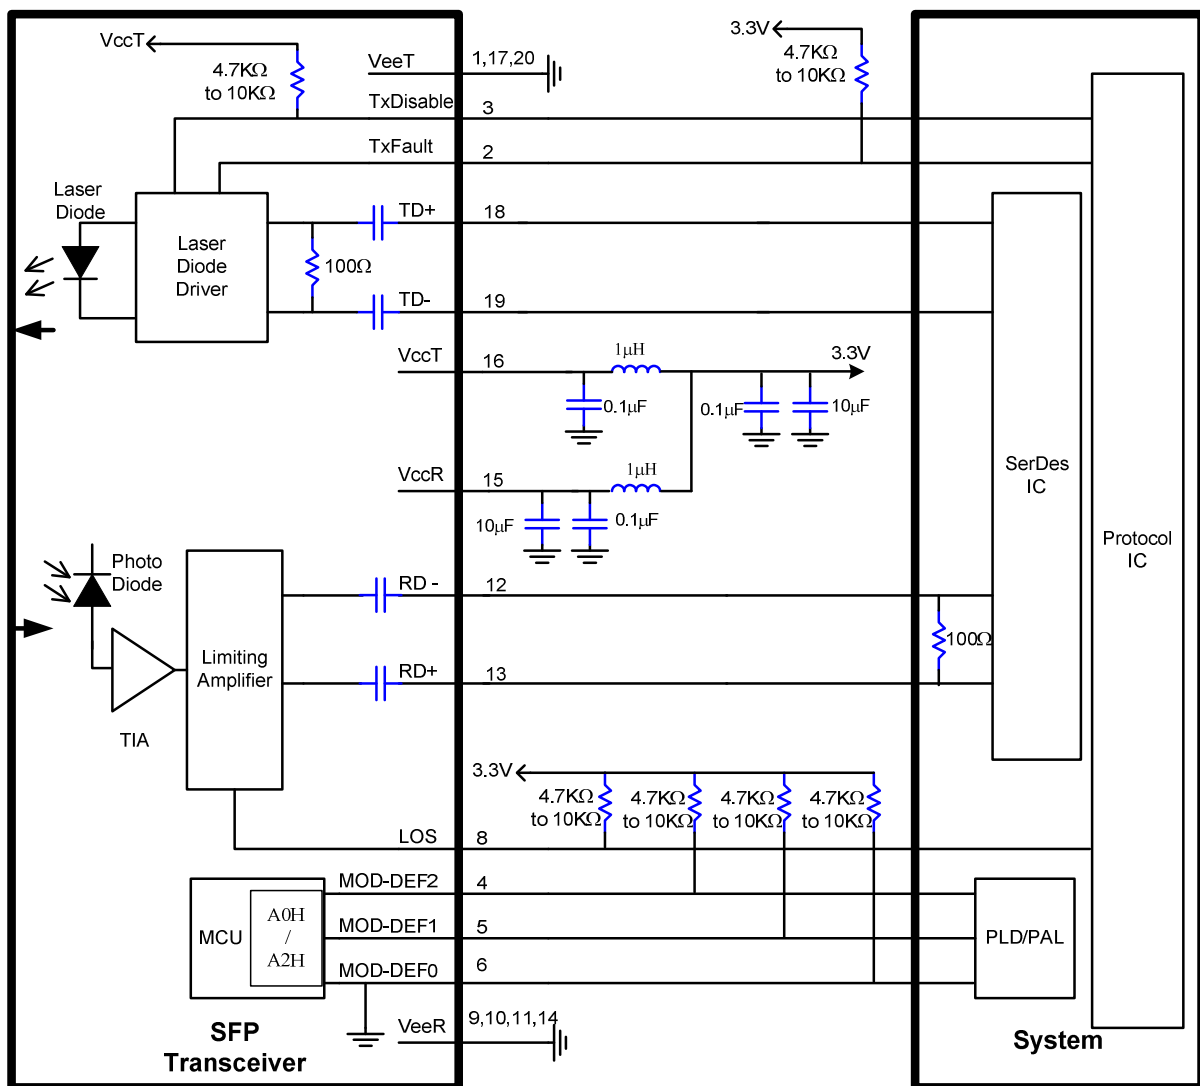 VccT
4.7KΩ
to 10KΩ
VeeT
1,17,20
3.3V
4.7KΩ
to 10KΩ
TxDisable
3
TxFault
2
Laser
Diode
Laser
Diode
Driver
100Ω
TD+
18
TD-
19
VccT
16
1μH
3.3V
0.1μF
0.1μF
10μF
VccR
15
1μH
10μF
0.1μF
SerDes
IC
Protocol
IC
Photo
Diode
TIA
Limiting
Amplifier
RD -
12
RD+
13
100Ω
3.3V
4.7KΩ
to 10KΩ
4.7KΩ
to 10KΩ
4.7KΩ
to 10KΩ
4.7KΩ
to 10KΩ
LOS
8
MCU
A0H
/
A2H
MOD-DEF2
4
MOD-DEF1
5
MOD-DEF0
6
PLD/PAL
VeeR
9,10,11,14
SFP
Transceiver
System